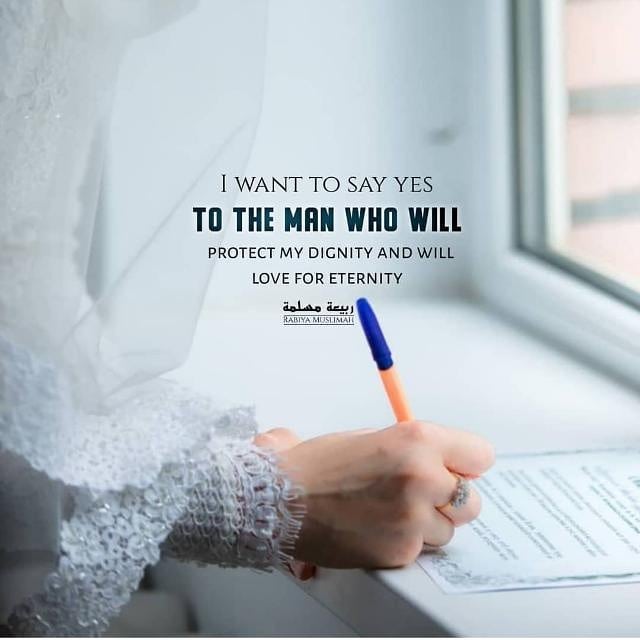 I WANT TO SAY YES
TO THE MAN WHO WILL
PROTECT MY DIGNITY AND WILL
LOVE FOR ETERNITY
ربيعة مسلمة
RABIYA MUSLIMAH